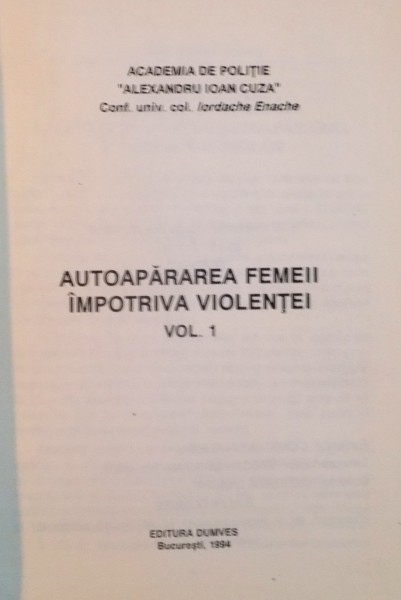 ACADEMIA DE POLIŢIE
"ALEXANDRU IOAN CUZA"
Conf. univ. col. Iordache Enache
AUTOAPĂRAREA FEMEII
ÎMPOTRIVA VIOLENŢEI
VOL. 1
EDITURA DUMVES
Bucureşti, 1994